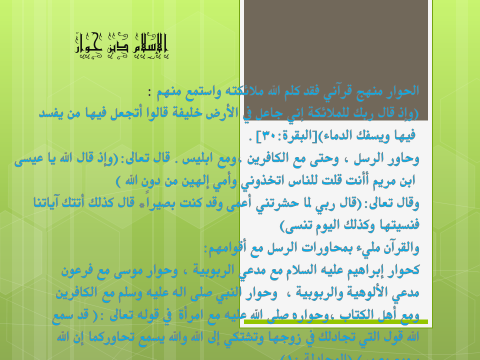 الإسلام دين حوار
الحوار منهج قرآني فقد كلم الله ملائكته واستمع منهم :
(وإذ قال ربك للملائكة إني جاعل في الأرض خليفة قالوا أتجعل فيها من يفسد
فيها ويسفك الدماء)[البقرة:٣٠] .
وحاور الرسل ، وحتى مع الكافرين ،ومع ابليس . قال تعالى:(وإذ قال الله يا عيسى
ابن مريم أأنت قلت للناس اتخذوني وأمي إلهين من دون الله )
وقال تعالى:(قال ربي لما حشرتني أعمى وقد كنت بصيراً* قال كذلك أتتك آياتنا
فنسيتها وكذلك اليوم تنسى)
والقرآن مليء بمحاورات الرسل مع أقوامهم:
كحوار إبراهيم عليه السلام مع مدعي الربوبية ، وحوار موسى مع فرعون
مدعي الألوهية والربوبية ، وحوار النبي صلى اله عليه وسلم مع الكافرين
ومع أهل الكتاب ،وحواره صلى الله عليه مع امرأة في قوله تعالى :( قد سمع
الله قول التي تجادلك في زوجها وتشتكي إلى الله والله يسمع تحاوركما إن الله